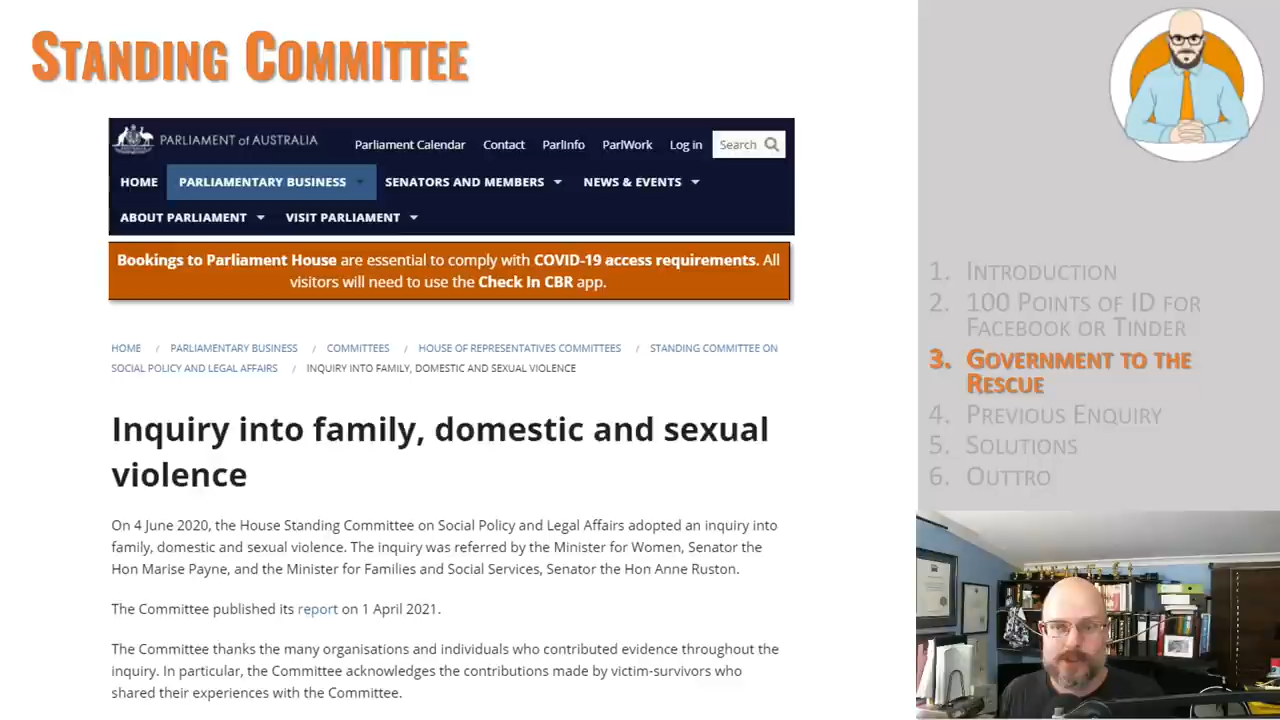 STANDING COMMITTEE
PARLIAMENT of AUSTRALIA
Parliament Calendar Contact ParlInfo ParlWork Log in Search
HOME PARLIAMENTARY BUSINESS SENATORS AND MEMBERS NEWS & EVENTS
ABOUT PARLIAMENT VISIT PARLIAMENT
Bookings to Parliament House are essential to comply with COVID-19 access requirements. All
visitors will need to use the Check In CBR app.
HOME / PARLIAMENTARY BUSINESS / COMMITTEES / HOUSE OF REPRESENTATIVES COMMITTEES / STANDING COMMITTEE ON
SOCIAL POLICY AND LEGAL AFFAIRS / INQUIRY INTO FAMILY, DOMESTIC AND SEXUAL VIOLENCE
Inquiry into family, domestic and sexual
violence
On 4 June 2020, the House Standing Committee on Social Policy and Legal Affairs adopted an inquiry into
family, domestic and sexual violence. The inquiry was referred by the Minister for Women, Senator the
Hon Marise Payne, and the Minister for Families and Social Services, Senator the Hon Anne Ruston.
The Committee published its report on 1 April 2021.
The Committee thanks the many organisations and individuals who contributed evidence throughout the
inquiry. In particular, the Committee acknowledges the contributions made by victim-survivors who
shared their experiences with the Committee.
1. INTRODUCTION
2. 100 POINTS OF ID FOR
FACEBOOK OR TINDER
3. GOVERNMENT TO THE
RESCUE
4. PREVIOUS ENQUIRY
5. SOLUTIONS
6. OUTTRO